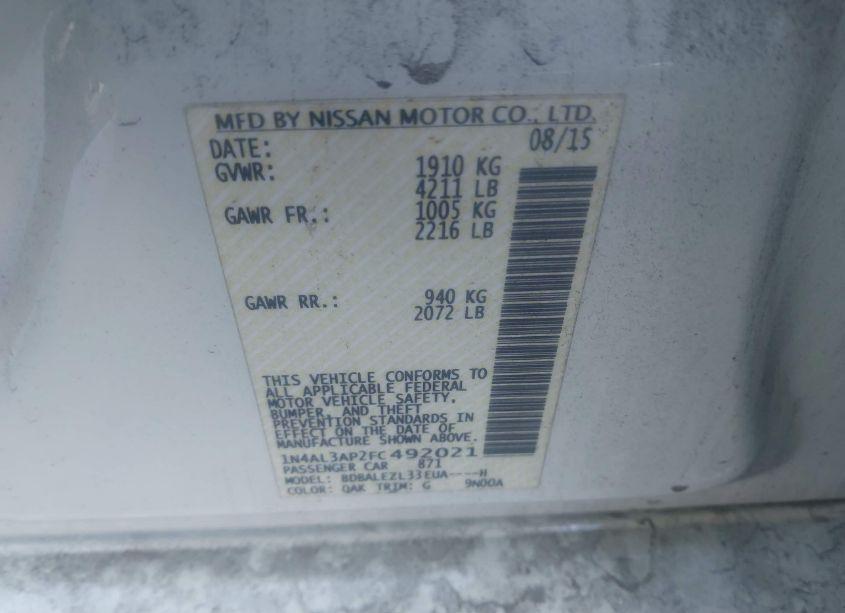 MFD BY NISSAN MOTOR CO., LTD.
DATE: 08/15
GVWR: 1910 KG
4211 LB
GAWR FR.: 1005 KG
2216 LB
GAWR RR.: 940 KG
2072 LB
THIS VEHICLE CONFORMS TO
ALL APPLICABLE FEDERAL
MOTOR VEHICLE SAFETY,
BUMPER, AND THEFT
PREVENTION STANDARDS IN
EFFECT ON THE DATE OF
MANUFACTURE SHOWN ABOVE.
1N4AL3AP2FC492021
PASSENGER CAR 871
MODEL: BDBALEZL33EUA----H
COLOR: QAK TRIM: G 9N00A